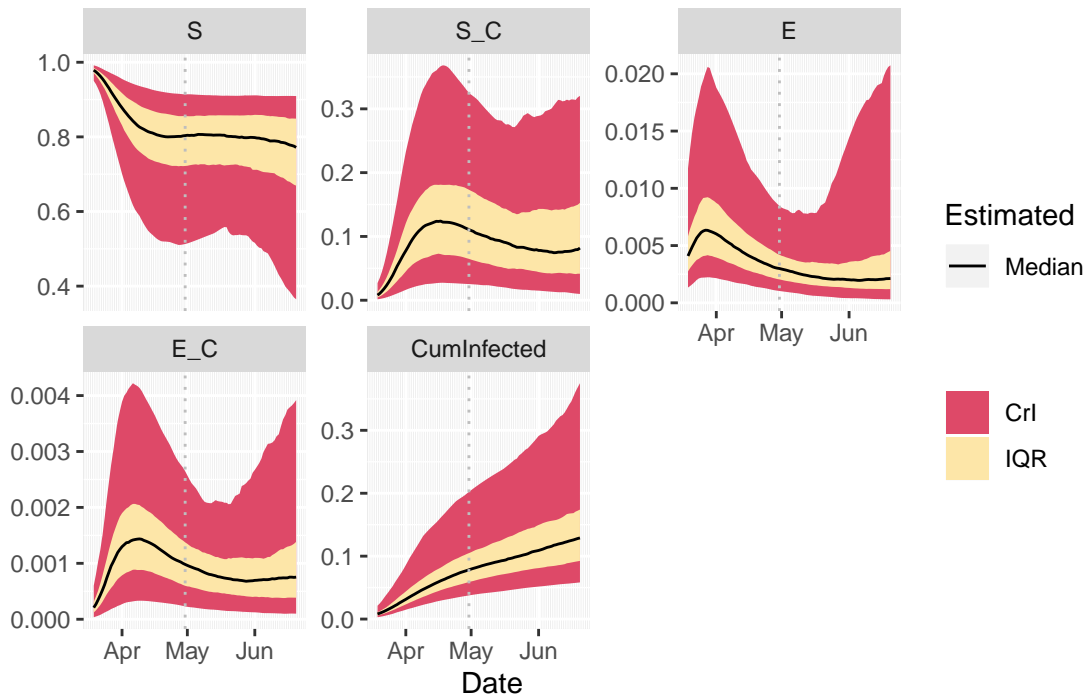 S
S_C
E
1.0
0.8
0.6
0.4
0.3
0.2
0.1
0.0
0.020
0.015
0.010
0.005
0.000
Apr
May
Jun
E_C
CumInfected
0.004
0.003
0.002
0.001
0.000
0.3
0.2
0.1
0.0
Apr
May
Jun
Apr
May
Jun
Date
Estimated
Median
CrI
IQR